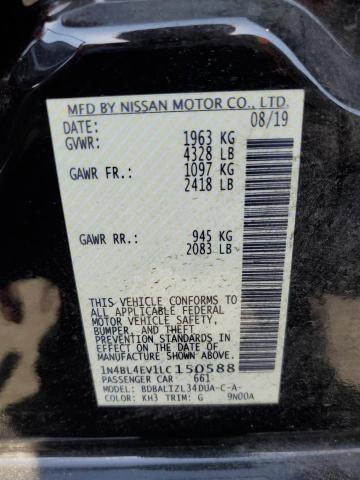 MFD BY NISSAN MOTOR CO., LTD.
DATE: 08/19
GVWR: 1963 KG
4328 LB
GAWR FR.: 1097 KG
2418 LB
GAWR RR.: 945 KG
2083 LB
THIS VEHICLE CONFORMS TO
ALL APPLICABLE FEDERAL
MOTOR VEHICLE SAFETY,
BUMPER, AND THEFT
PREVENTION STANDARDS
IN EFFECT ON THE DATE OF
MANUFACTURE SHOWN ABOVE.
1N4BL4EV1LC150588
PASSENGER CAR 661-
MODEL: BDBALTZL34DUA-C-A-
COLOR: KH3 TRIM: G 9N00A